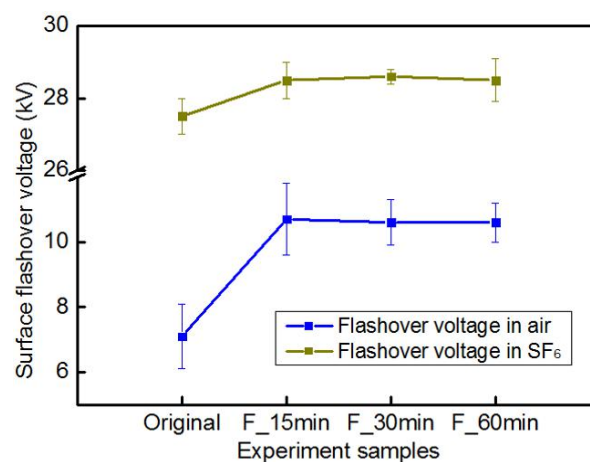 Surface flashover voltage (kV)
30
28
26
10
8
6
Flashover voltage in air
Flashover voltage in SF₆
Original F_15min F_30min F_60min
Experiment samples